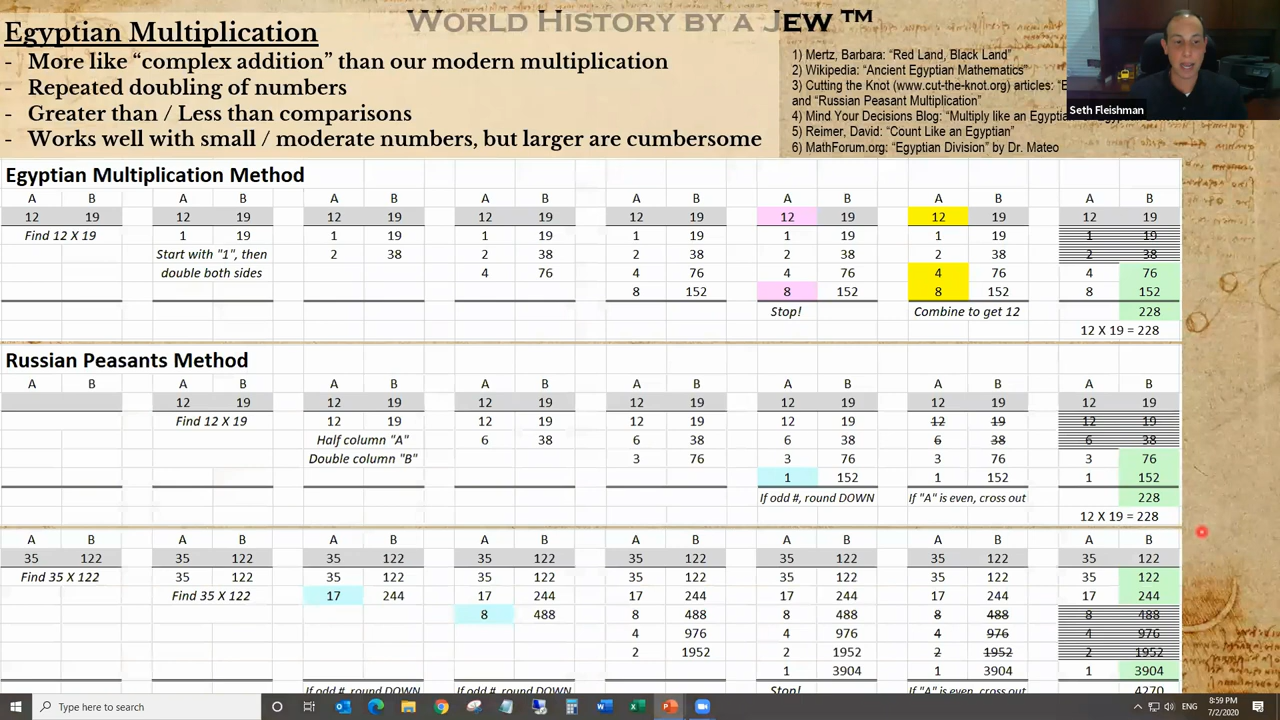 World History by a Jew ™
Egyptian Multiplication
- More like “complex addition” than our modern multiplication
- Repeated doubling of numbers
- Greater than / Less than comparisons
- Works well with small / moderate numbers, but larger are cumbersome
1) Mertz, Barbara: “Red Land, Black Land”
2) Wikipedia: “Ancient Egyptian Mathematics”
3) Cutting the Knot (www.cut-the-knot.org) articles:
and “Russian Peasant Multiplication”
4) Mind Your Decisions Blog: “Multiply like an Egyptian
5) Reimer, David: “Count Like an Egyptian”
6) MathForum.org: “Egyptian Division” by Dr. Mateo
Seth Fleishman
Egyptian Multiplication Method
A B A B A B A B A B A B A B A B
12 19 12 19 12 19 12 19 12 19 12 19 12 19 12 19
Find 12 X 19 1 19 1 19 1 19 1 19 1 19 1 19 1 19
Start with "1", then 2 38 2 38 2 38 2 38 2 38 2 38
double both sides 4 76 4 76 4 76 4 76 4 76
8 152 8 152 8 152 8 152
Stop! Combine to get 12 228
12 X 19 = 228
Russian Peasants Method
A B A B A B A B A B A B A B A B
12 19 12 19 12 19 12 19 12 19 12 19 12 19
Find 12 X 19 12 19 12 19 12 19 12 19 12 19 12 19
Half column "A" 6 38 6 38 6 38 6 38 6 38
Double column "B" 3 76 3 76 3 76 3 76
1 152 1 152 1 152
If odd #, round DOWN If "A" is even, cross out 228
12 X 19 = 228
A B A B A B A B A B A B A B A B
35 122 35 122 35 122 35 122 35 122 35 122 35 122 35 122
Find 35 X 122 35 122 35 122 35 122 35 122 35 122 35 122 35 122
Find 35 X 122 17 244 17 244 17 244 17 244 17 244 17 244
8 488 8 488 8 488 8 488 8 488
4 976 4 976 4 976 4 976
2 1952 2 1952 2 1952 2 1952
1 3904 1 3904 1 3904
If odd #, round DOWN If odd #, round DOWN Stop! If "A" is even, cross out 4270
Type here to search
ENG
8:59 PM
7/2/2020